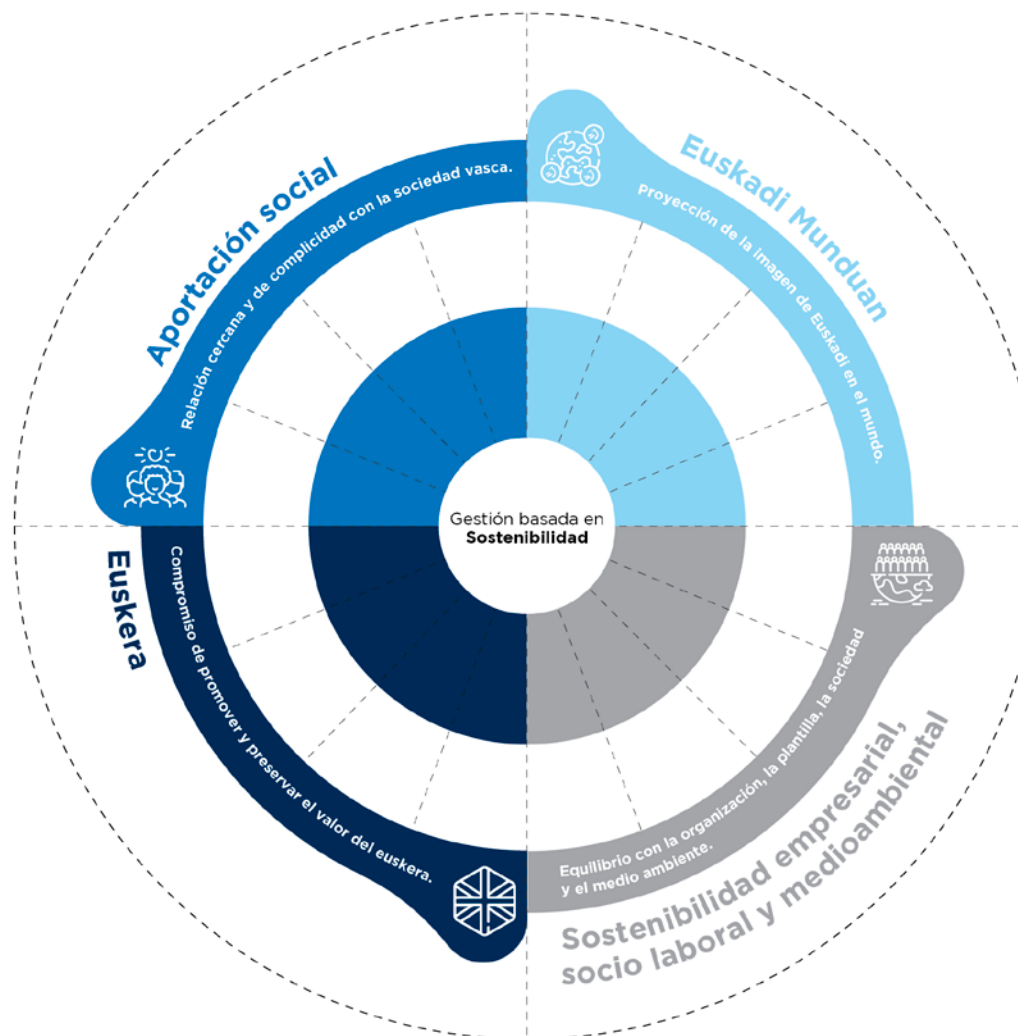 Aportación social
Relación cercana y de complicidad con la sociedad vasca.
Euskadi Munduan
Proyección de la imagen de Euskadi en el mundo.
Gestión basada en
Sostenibilidad
Euskera
Compromiso de promover y preservar el valor del euskera.
Equilibrio con la organización, la plantilla, la sociedad
y el medio ambiente.
Sostenibilidad empresarial,
socio laboral y medioambiental